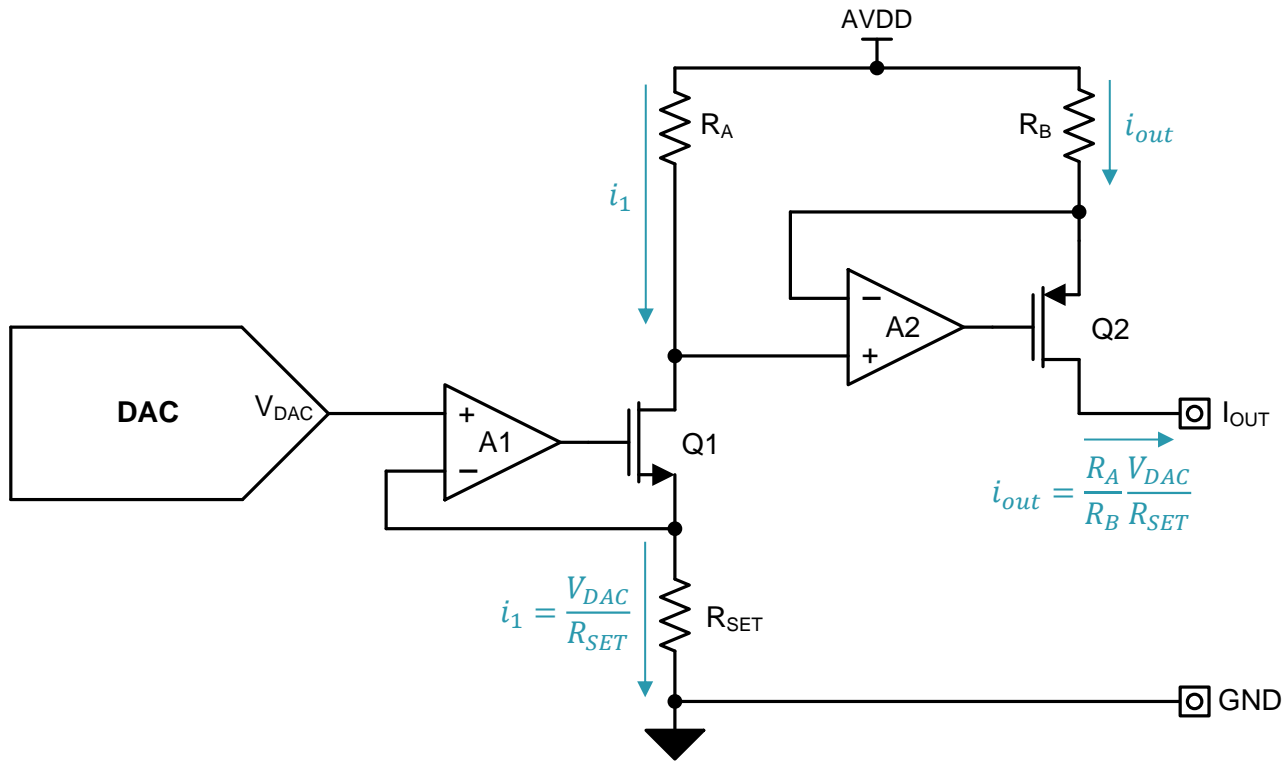 AVDD
R_A
R_B
i_out
i_1
A2
Q2
DAC
V_DAC
A1
Q1
I_OUT
i_out = R_A/R_B V_DAC/R_SET
i_1 = V_DAC/R_SET
R_SET
GND
+
−
−
+